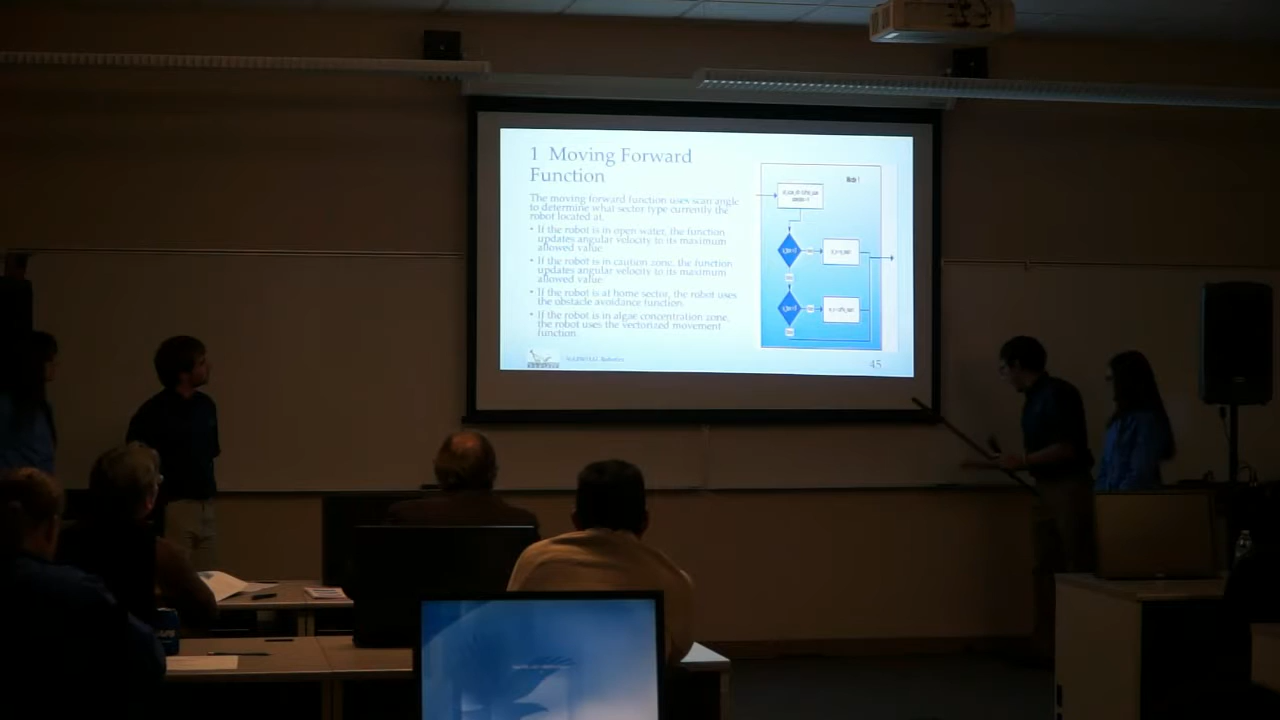 1 Moving Forward
Function
The moving forward function uses scan angle
to determine what sector type currently the
robot located at.
• If the robot is in open water, the function
updates angular velocity to its maximum
allowed value
• If the robot is in caution zone, the function
updates angular velocity to its maximum
allowed value
• If the robot is at home sector, the robot uses
the obstacle avoidance function.
• If the robot is in algae concentration zone,
the robot uses the vectorized movement
function.
Robotics
45